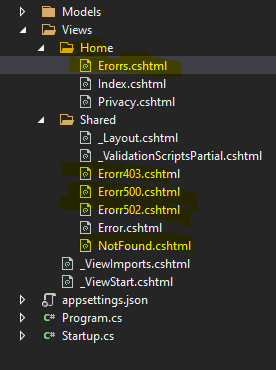 Models
Views
Home
Erorrs.cshtml
Index.cshtml
Privacy.cshtml
Shared
_Layout.cshtml
_ValidationScriptsPartial.cshtml
Erorr403.cshtml
Erorr500.cshtml
Erorr502.cshtml
Error.cshtml
NotFound.cshtml
_ViewImports.cshtml
_ViewStart.cshtml
appsettings.json
C# Program.cs
C# Startup.cs